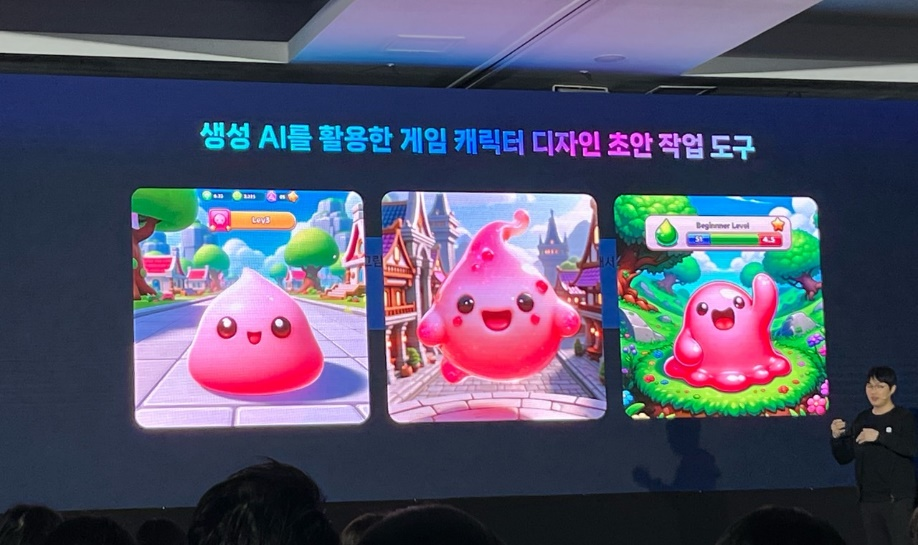 생성 AI를 활용한 게임 캐릭터 디자인 초안 작업 도구
Lev3
Beginnmer Level